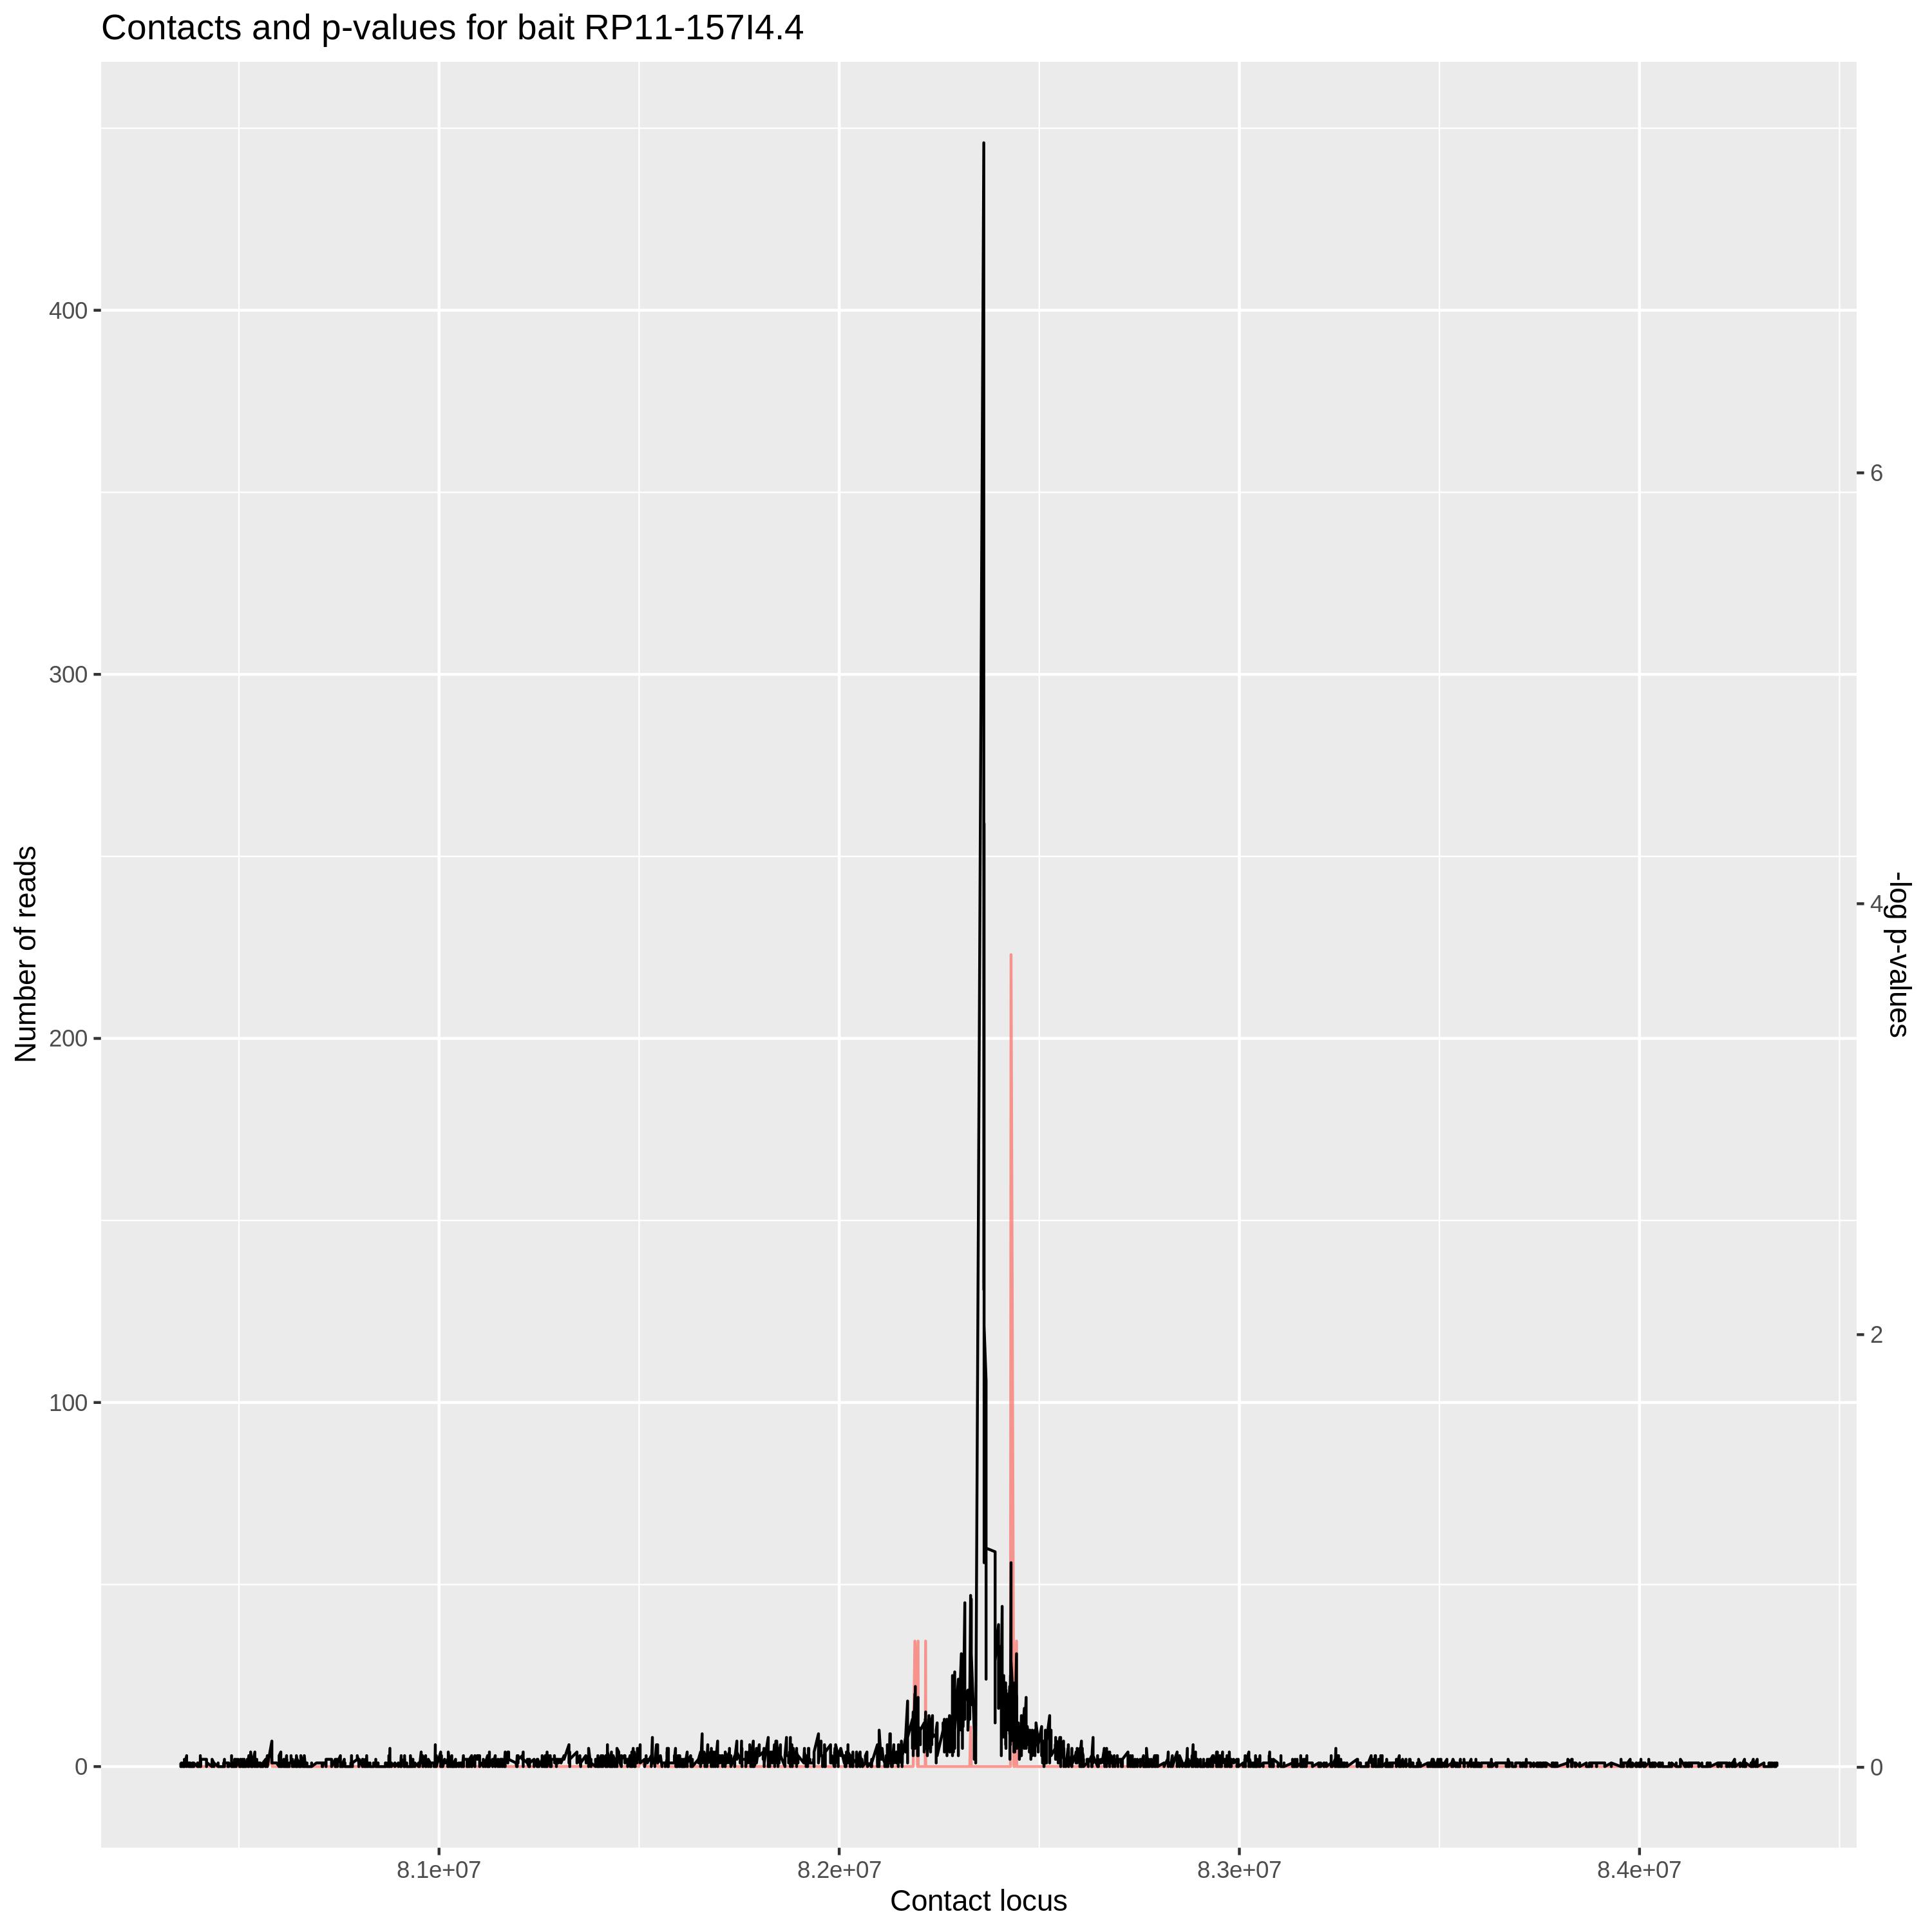 Contacts and p-values for bait RP11-157I4.4
400
300
200
100
0
Number of reads
6
4
2
0
-log p-values
8.1e+07 8.2e+07 8.3e+07 8.4e+07
Contact locus